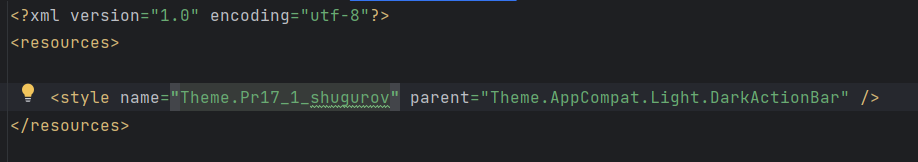 <?xml version="1.0" encoding="utf-8"?>
<resources>
<style name="Theme.Pr17_1_shugurov" parent="Theme.AppCompat.Light.DarkActionBar" />
</resources>